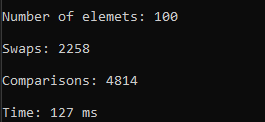 Number of elemets: 100
Swaps: 2258
Comparisons: 4814
Time: 127 ms